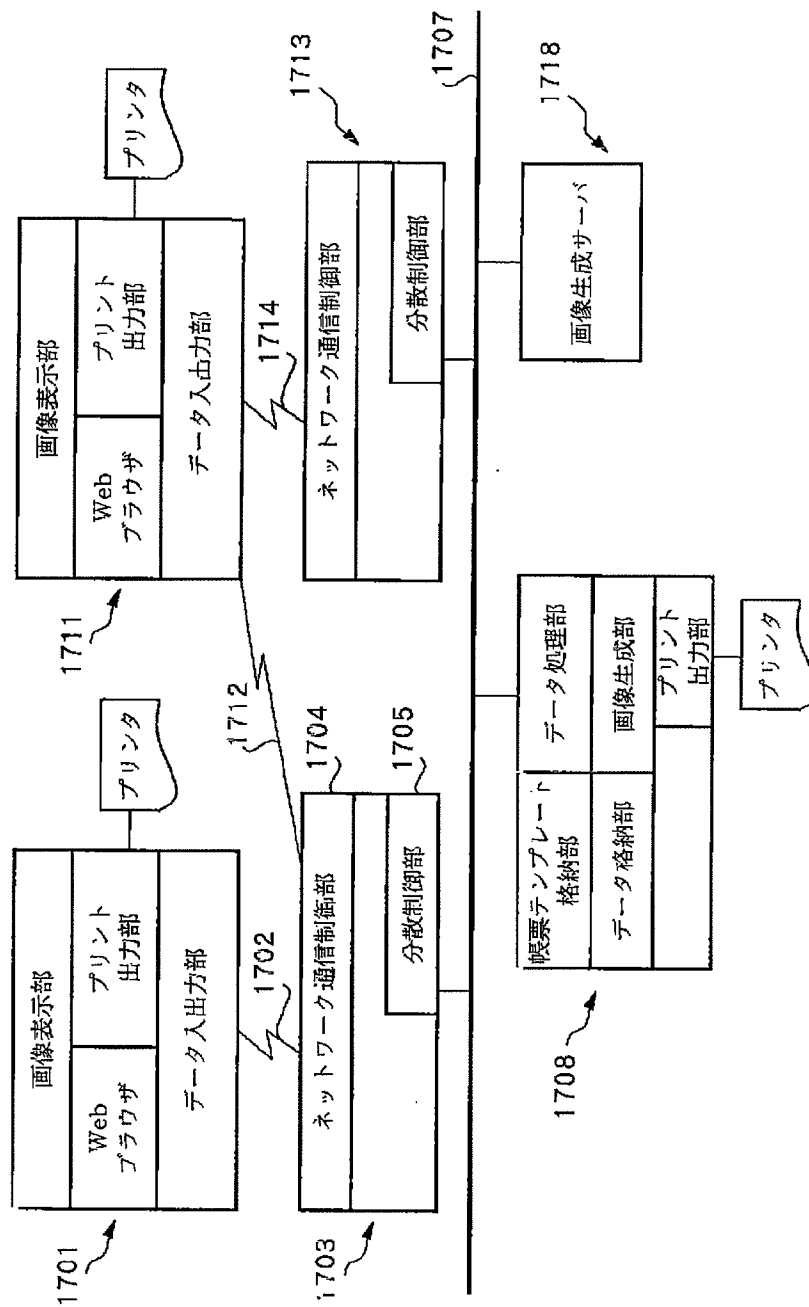 1701
画像表示部
Web
ブラウザ
プリント
出力部
データ入出力部
プリンタ
1702
1711
画像表示部
Web
ブラウザ
プリント
出力部
データ入出力部
プリンタ
1712
1714
1703
ネットワーク通信制御部
分散制御部
1704
1705
ネットワーク通信制御部
分散制御部
1713
1707
1708
帳票テンプレート
格納部
データ処理部
データ格納部
画像生成部
プリント
出力部
プリンタ
画像生成サーバ
1718